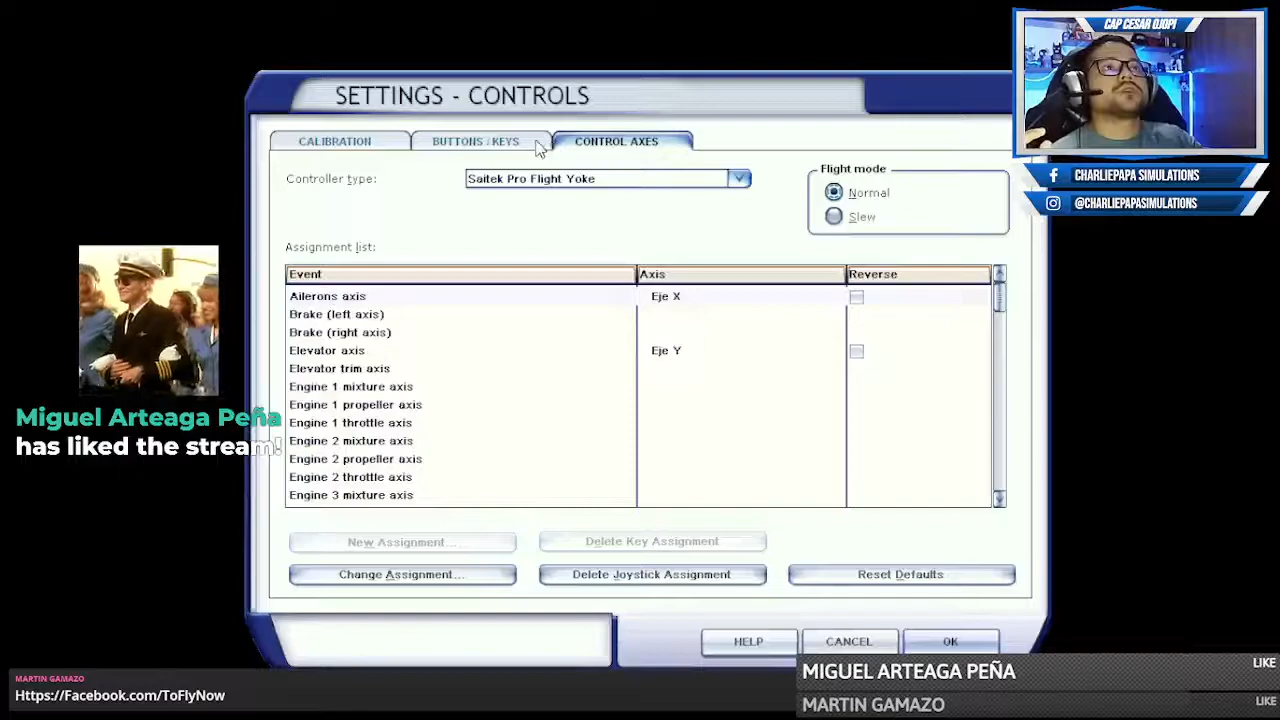 CAP CESAR OJOPI
SETTINGS - CONTROLS
CALIBRATION
BUTTONS / KEYS
CONTROL AXES
Controller type:
Saitek Pro Flight Yoke
Flight mode
Normal
Slew
CHARLIEPAPA SIMULATIONS
@CHARLIEPAPASIMULATIONS
Assignment list:
Event Axis Reverse
Ailerons axis Eje X
Brake (left axis)
Brake (right axis)
Elevator axis Eje Y
Elevator trim axis
Engine 1 mixture axis
Engine 1 propeller axis
Engine 1 throttle axis
Engine 2 mixture axis
Engine 2 propeller axis
Engine 2 throttle axis
Engine 3 mixture axis
Miguel Arteaga Peña
has liked the stream!
New Assignment...
Delete Key Assignment
Change Assignment...
Delete Joystick Assignment
Reset Defaults
HELP
CANCEL
OK
MARTIN GAMAZO
Https://Facebook.com/ToFlyNow
MIGUEL ARTEAGA PEÑA LIKE
MARTIN GAMAZO LIKE